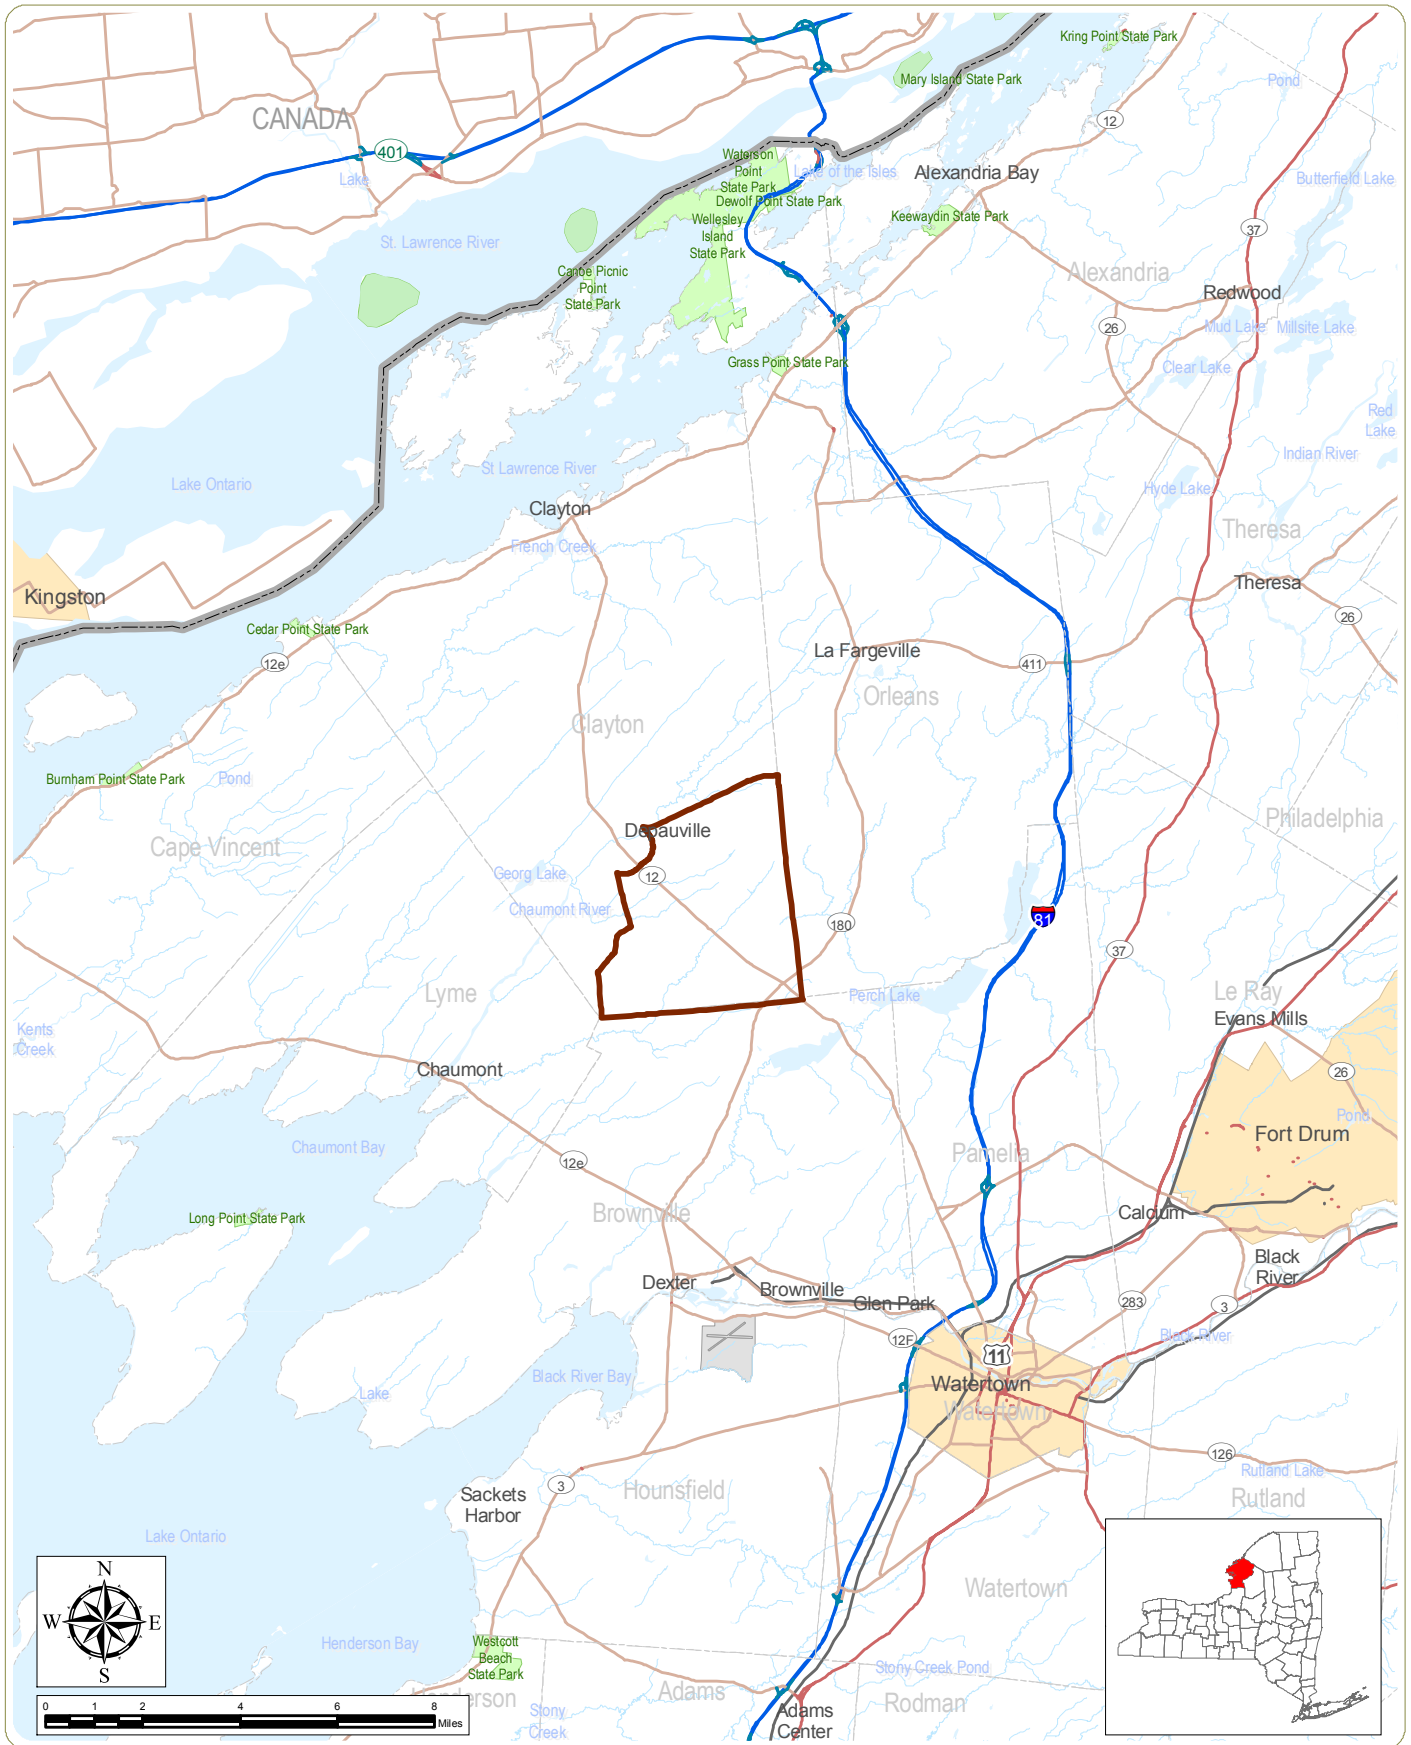 Kring Point State Park
Mary Island State Park
Pond
CANADA
12
401
Waterson
Point
State Park
Lake of the Isles
Alexandria Bay
Lake
Butterfield Lake
Dewolf Point State Park
Keewaydin State Park
Wellesley
Island
State Park
37
St. Lawrence River
Canoe Picnic
Point
State Park
Alexandria
Redwood
26
Mud Lake
Millsite Lake
Grass Point State Park
Clear Lake
Red
Lake
Indian River
St Lawrence River
Lake Ontario
Hyde Lake
Clayton
Theresa
French Creek
Theresa
Kingston
26
Cedar Point State Park
12e
La Fargeville
411
Orleans
Clayton
Burnham Point State Park
Pond
Philadelphia
Depauville
Cape Vincent
Georg Lake
12
Chaumont River
180
81
37
Lyme
Perch Lake
Le Ray
Evans Mills
Kents
Creek
Chaumont
26
Pond
Fort Drum
Chaumont Bay
Pamelia
12e
Long Point State Park
Brownville
Calcium
Black
River
Dexter
Brownville
Glen Park
283
3
12F
Black River
11
Black River Bay
Watertown
Lake
Watertown
126
Rutland Lake
3
Hounsfield
Sackets
Harbor
Rutland
Lake Ontario
N
W
E
S
Watertown
Henderson Bay
Westcott
Beach
State Park
Stony Creek Pond
Henderson
Adams
Rodman
Stony
Creek
Adams
Center
0 1 2 4 6 8
Miles